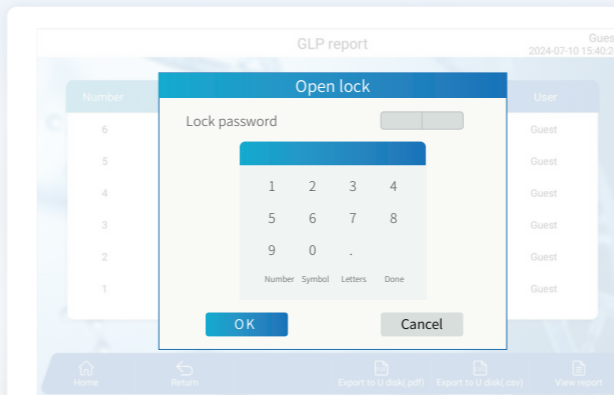 GLP report
Gues
2024-07-10 15:40:2
Open lock
Number
User
Lock password
6
Guest
5
Guest
4
Guest
3
Guest
2
Guest
1
Guest
1 2 3 4
5 6 7 8
9 0 .
Number Symbol Letters Done
OK Cancel
Home Return Export to U disk( pdf) Export to U disk( csv) View report